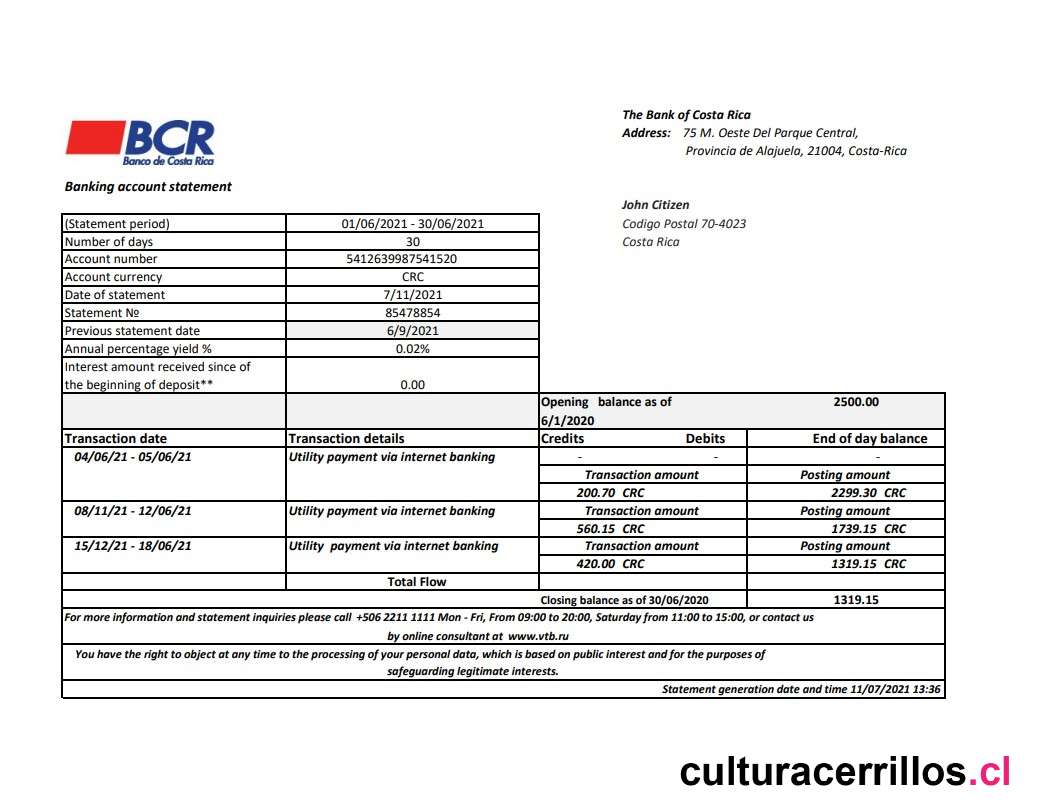 BCR
Banco de Costa Rica
The Bank of Costa Rica
Address: 75 M. Oeste Del Parque Central,
Provincia de Alajuela, 21004, Costa-Rica
Banking account statement
John Citizen
Codigo Postal 70-4023
Costa Rica
(Statement period) 01/06/2021 - 30/06/2021
Number of days 30
Account number 5412639987541520
Account currency CRC
Date of statement 7/11/2021
Statement № 85478854
Previous statement date 6/9/2021
Annual percentage yield % 0.02%
Interest amount received since of
the beginning of deposit** 0.00
Opening balance as of 2500.00
6/1/2020
Transaction date Transaction details Credits Debits End of day balance
04/06/21 - 05/06/21 Utility payment via internet banking - - -
Transaction amount Posting amount
200.70 CRC 2299.30 CRC
08/11/21 - 12/06/21 Utility payment via internet banking Transaction amount Posting amount
560.15 CRC 1739.15 CRC
15/12/21 - 18/06/21 Utility payment via internet banking Transaction amount Posting amount
420.00 CRC 1319.15 CRC
Total Flow
Closing balance as of 30/06/2020 1319.15
For more information and statement inquiries please call +506 2211 1111 Mon - Fri, From 09:00 to 20:00, Saturday from 11:00 to 15:00, or contact us
by online consultant at www.vtb.ru
You have the right to object at any time to the processing of your personal data, which is based on public interest and for the purposes of
safeguarding legitimate interests.
Statement generation date and time 11/07/2021 13:36
culturacerrillos.cl